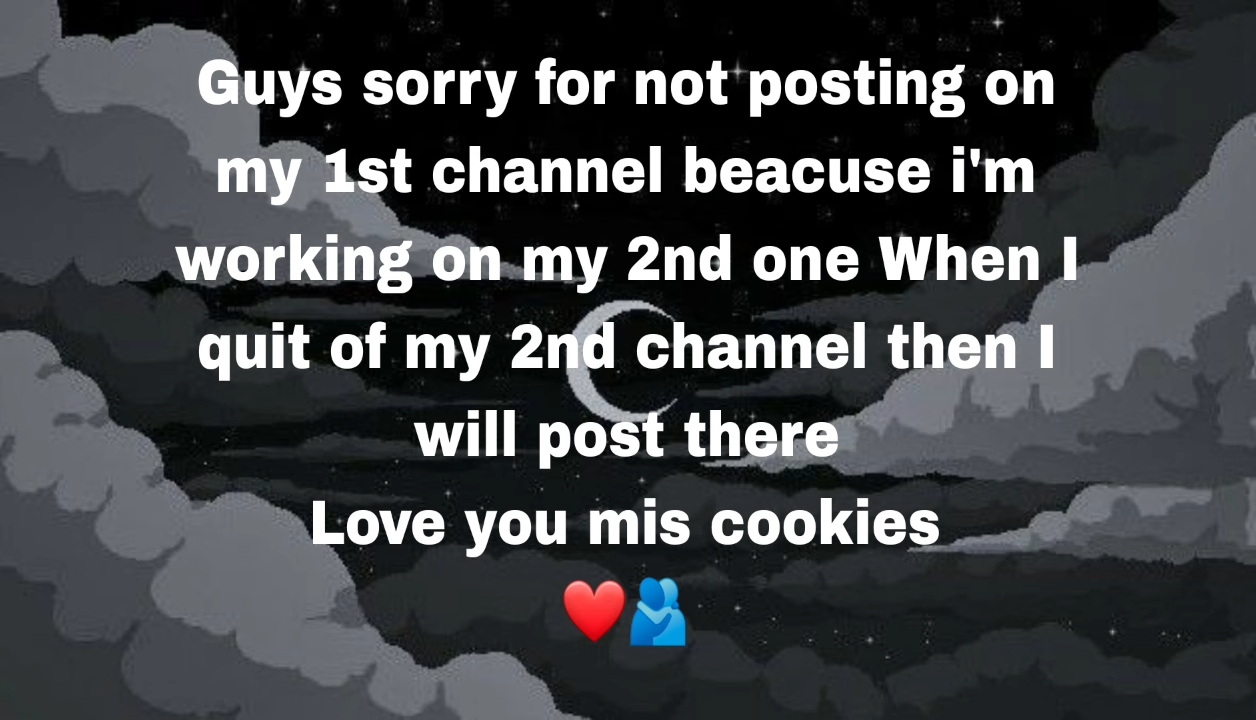 Guys sorry for not posting on
my 1st channel beacuse i'm
working on my 2nd one When I
quit of my 2nd channel then I
will post there
Love you mis cookies
❤️🫂